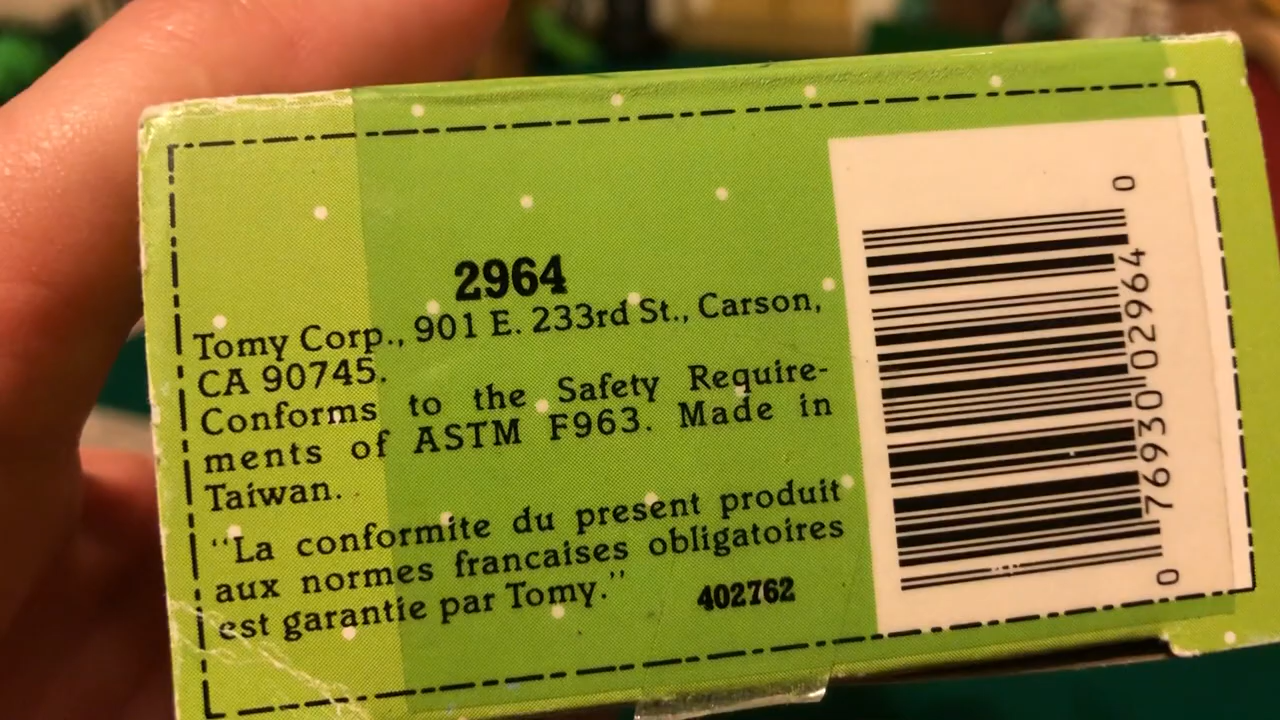 2964
Tomy Corp., 901 E. 233rd St., Carson,
CA 90745.
Conforms to the Safety Require-
ments of ASTM F963. Made in
Taiwan.
“La conformite du present produit
aux normes francaises obligatoires
est garantie par Tomy.”
402762
0 76930 02964 0